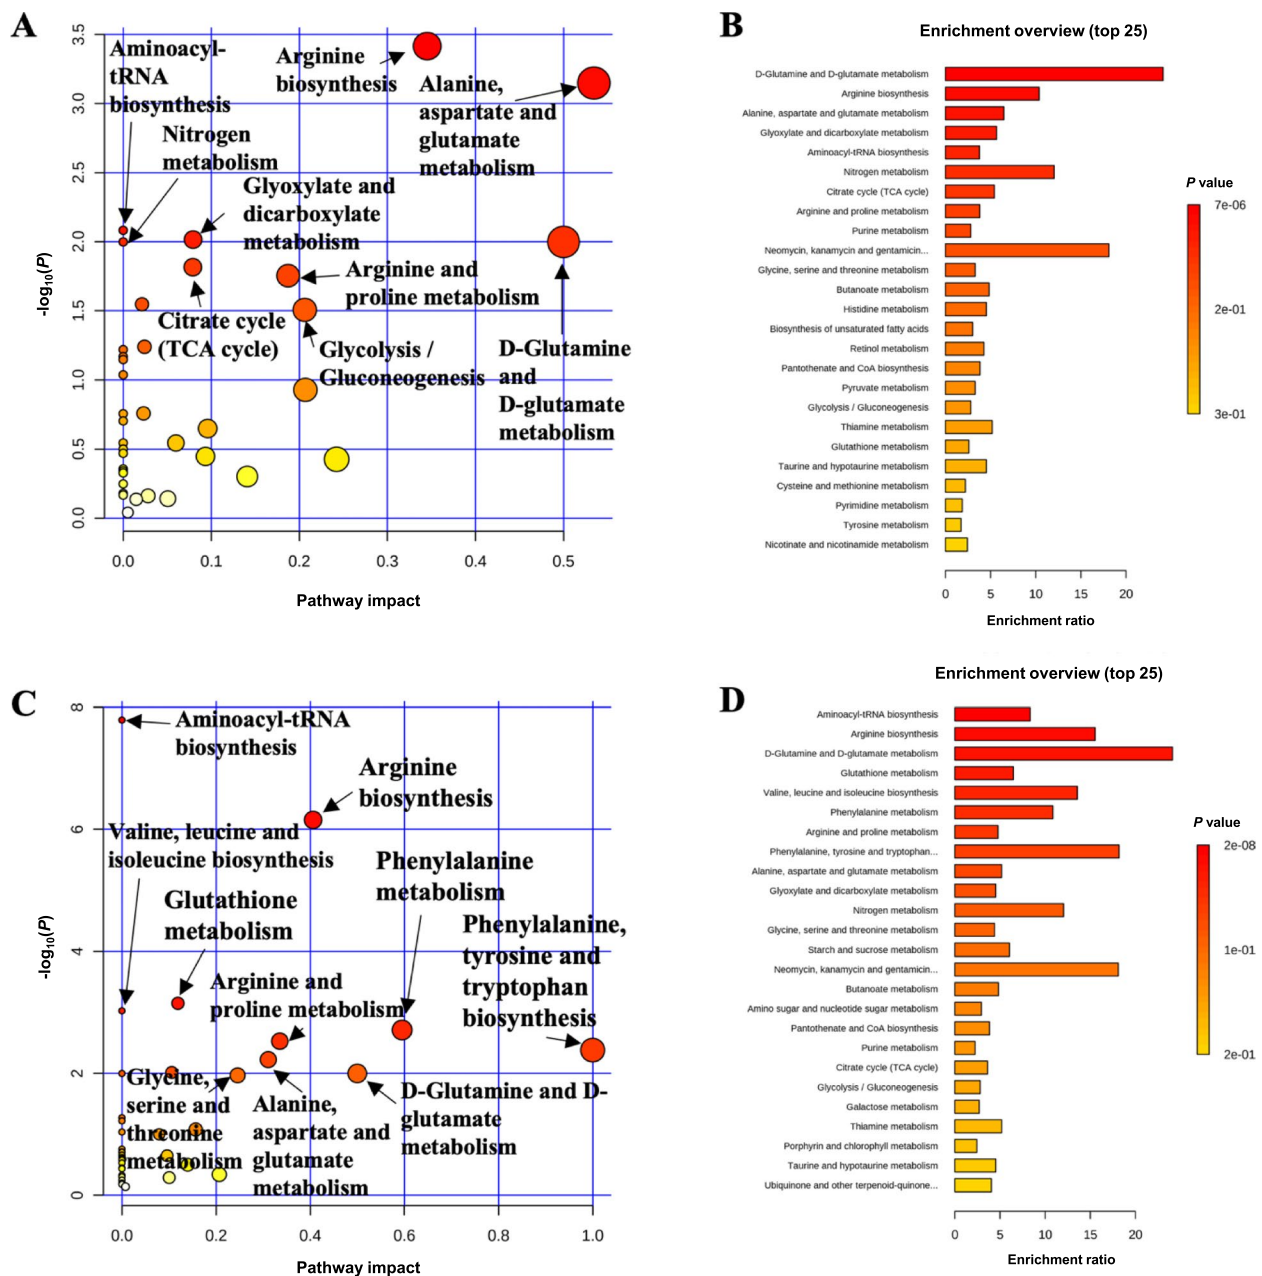 A
3.5
3.0
2.5
2.0
1.5
1.0
0.5
0.0
-log10(P)
Aminoacyl-
tRNA
biosynthesis
Nitrogen
metabolism
Arginine
biosynthesis
Alanine,
aspartate and
glutamate
metabolism
Glyoxylate and
dicarboxylate
metabolism
Arginine and
proline metabolism
Citrate cycle
(TCA cycle)
Glycolysis /
Gluconeogenesis
D-Glutamine
and
D-glutamate
metabolism
0.0 0.1 0.2 0.3 0.4 0.5
Pathway impact
B
Enrichment overview (top 25)
D-Glutamine and D-glutamate metabolism
Arginine biosynthesis
Alanine, aspartate and glutamate metabolism
Glyoxylate and dicarboxylate metabolism
Aminoacyl-tRNA biosynthesis
Nitrogen metabolism
Citrate cycle (TCA cycle)
Arginine and proline metabolism
Purine metabolism
Neomycin, kanamycin and gentamicin...
Glycine, serine and threonine metabolism
Butanoate metabolism
Histidine metabolism
Biosynthesis of unsaturated fatty acids
Retinol metabolism
Pantothenate and CoA biosynthesis
Pyruvate metabolism
Glycolysis / Gluconeogenesis
Thiamine metabolism
Glutathione metabolism
Taurine and hypotaurine metabolism
Cysteine and methionine metabolism
Pyrimidine metabolism
Tyrosine metabolism
Nicotinate and nicotinamide metabolism
0 5 10 15 20
Enrichment ratio
P value
7e-06
2e-01
3e-01
C
8
6
4
2
0
-log10(P)
Aminoacyl-tRNA
biosynthesis
Arginine
biosynthesis
Valine, leucine and
isoleucine biosynthesis
Glutathione
metabolism
Phenylalanine
metabolism
Phenylalanine,
tyrosine and
tryptophan
biosynthesis
Arginine and
proline metabolism
Glycine,
serine and
threonine
metabolism
Alanine,
aspartate and
glutamate
metabolism
D-Glutamine and D-
glutamate
metabolism
0.0 0.2 0.4 0.6 0.8 1.0
Pathway impact
D
Enrichment overview (top 25)
Aminoacyl-tRNA biosynthesis
Arginine biosynthesis
D-Glutamine and D-glutamate metabolism
Glutathione metabolism
Valine, leucine and isoleucine biosynthesis
Phenylalanine metabolism
Arginine and proline metabolism
Phenylalanine, tyrosine and tryptophan...
Alanine, aspartate and glutamate metabolism
Glyoxylate and dicarboxylate metabolism
Nitrogen metabolism
Glycine, serine and threonine metabolism
Starch and sucrose metabolism
Neomycin, kanamycin and gentamicin...
Butanoate metabolism
Amino sugar and nucleotide sugar metabolism
Pantothenate and CoA biosynthesis
Purine metabolism
Citrate cycle (TCA cycle)
Glycolysis / Gluconeogenesis
Galactose metabolism
Thiamine metabolism
Porphyrin and chlorophyll metabolism
Taurine and hypotaurine metabolism
Ubiquinone and other terpenoid-quinone...
0 5 10 15 20
Enrichment ratio
P value
2e-08
1e-01
2e-01